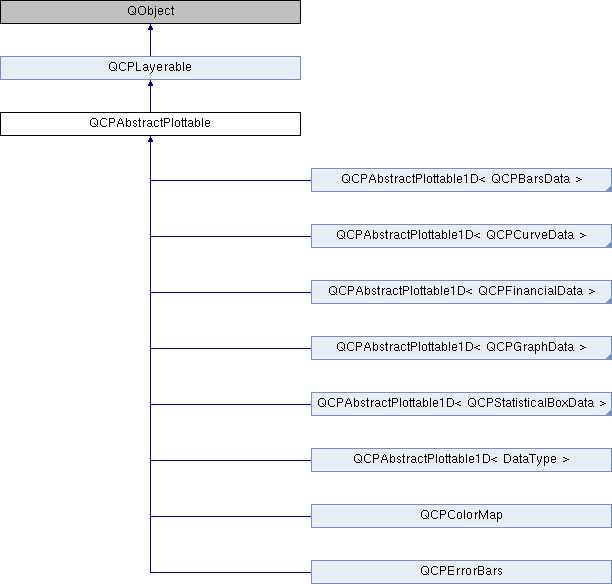 QObject
QCPLayerable
QCPAbstractPlottable
QCPAbstractPlottable1D< QCPBarsData >
QCPAbstractPlottable1D< QCPCurveData >
QCPAbstractPlottable1D< QCPFinancialData >
QCPAbstractPlottable1D< QCPGraphData >
QCPAbstractPlottable1D< QCPStatisticalBoxData >
QCPAbstractPlottable1D< DataType >
QCPColorMap
QCPErrorBars